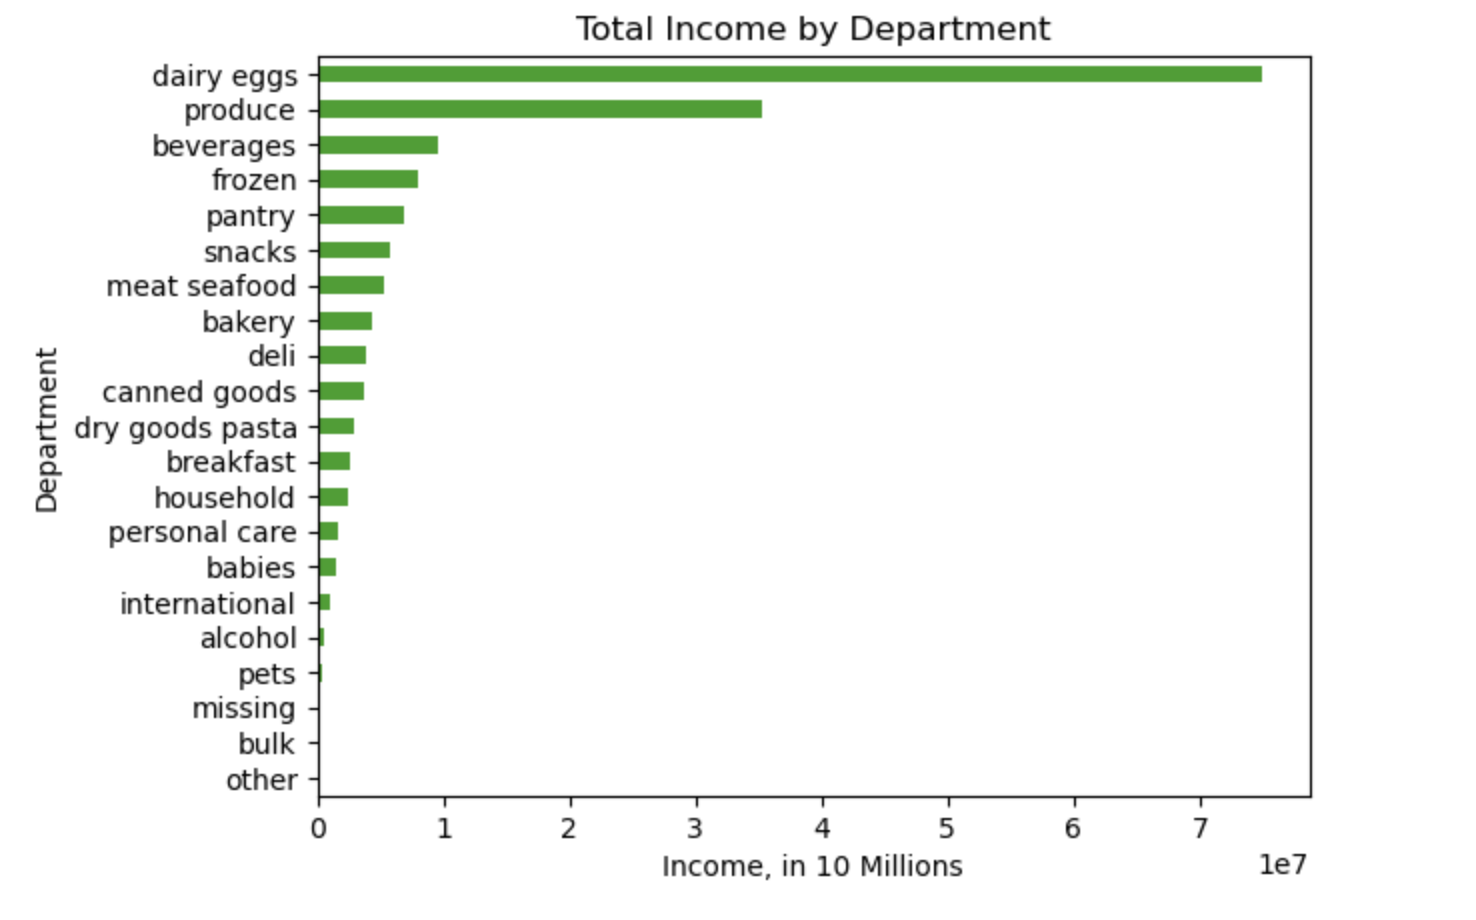 Total Income by Department
dairy eggs
produce
beverages
frozen
pantry
snacks
meat seafood
bakery
deli
canned goods
dry goods pasta
breakfast
household
personal care
babies
international
alcohol
pets
missing
bulk
other
Department
0 1 2 3 4 5 6 7
Income, in 10 Millions
1e7